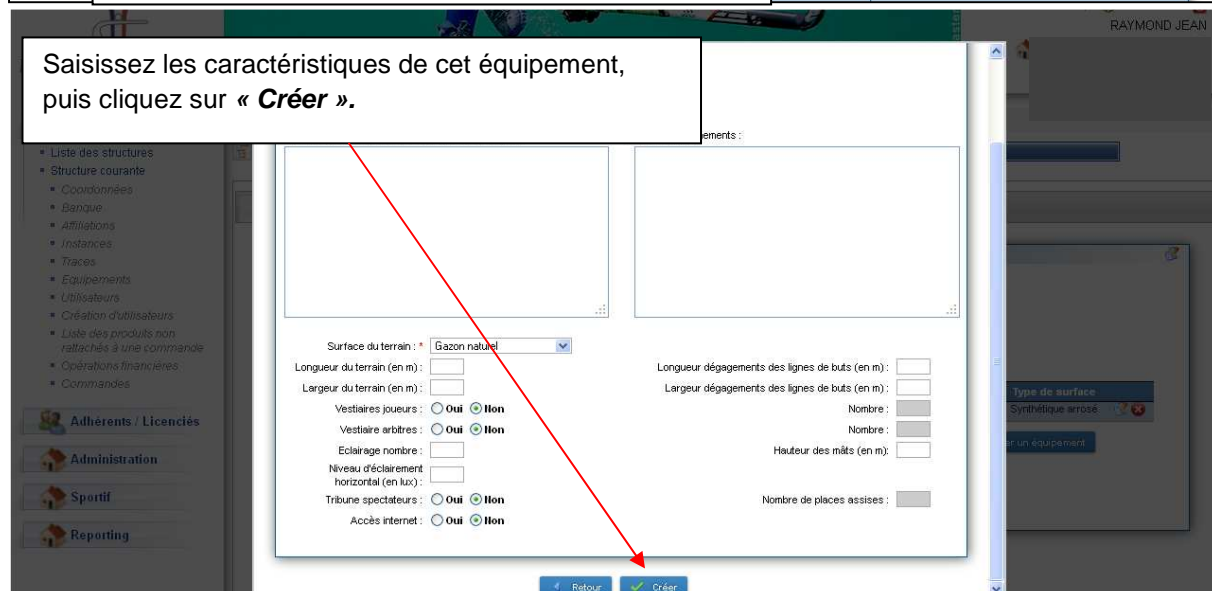 RAYMOND JEAN
Saisissez les caractéristiques de cet équipement,
puis cliquez sur « Créer ».
ements :
Liste des structures
Structure courante
Coordonnées
Banque
Affiliations
Instances
Traces
Equipements
Utilisateurs
Création d'utilisateurs
Liste des produits non
rattachés à une commande
Opérations financières
Commandes
Adhérents / Licenciés
Administration
Sportif
Reporting
Surface du terrain : * Gazon naturel
Longueur du terrain (en m) : Longueur dégagements des lignes de buts (en m) :
Largeur du terrain (en m) : Largeur dégagements des lignes de buts (en m) :
Vestiaires joueurs : Oui Non Nombre :
Vestiaire arbitres : Oui Non Nombre :
Eclairage nombre : Hauteur des mâts (en m):
Niveau d'éclairement
horizontal (en lux) :
Tribune spectateurs : Oui Non Nombre de places assises :
Accès internet : Oui Non
Type de surface
Synthétique arrosé
er un équipement
Retour Créer